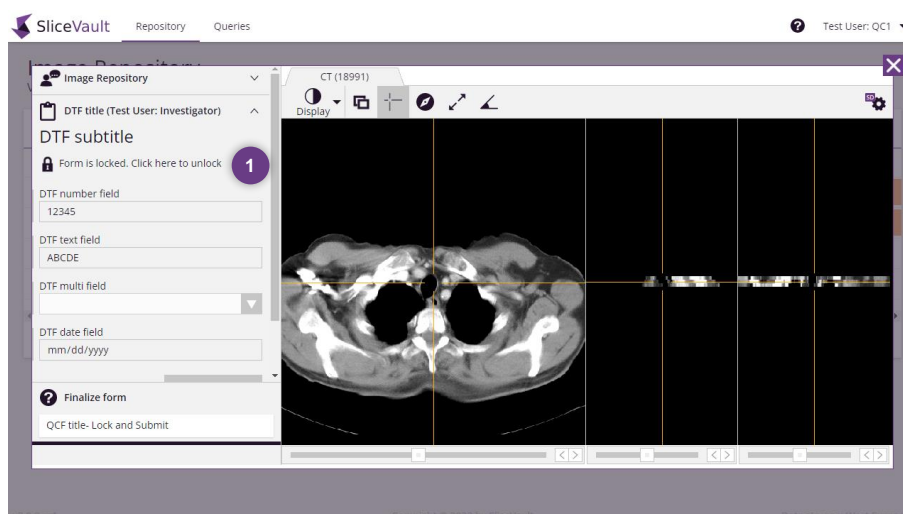 SliceVault Repository Queries Test User: QC1
Image Repository
CT (18991)
DTF title (Test User: Investigator)
Display
3D
DTF subtitle
Form is locked. Click here to unlock
1
DTF number field
12345
DTF text field
ABCDE
DTF multi field
DTF date field
mm/dd/yyyy
Finalize form
QCF title- Lock and Submit